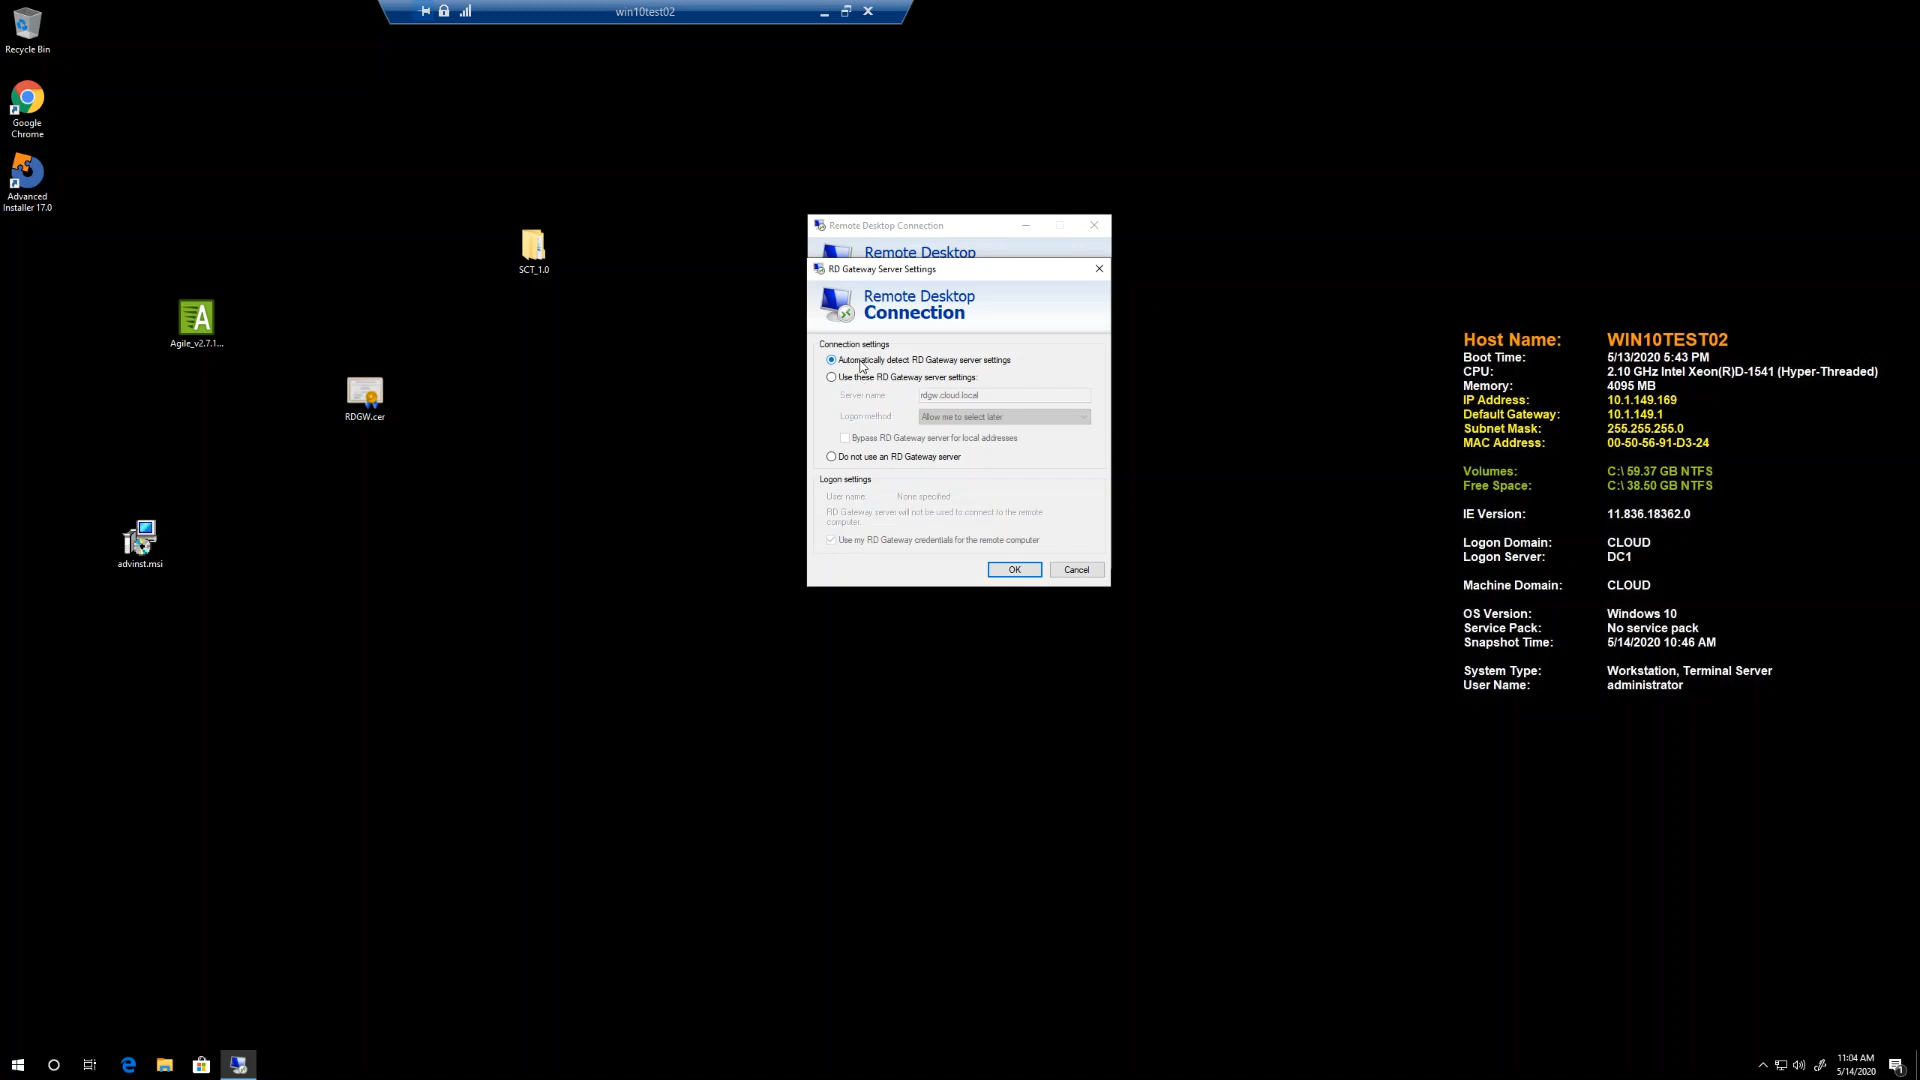 win10test02
Recycle Bin
Google
Chrome
Advanced
Installer 17.0
SCT_1.0
Agile_v2.7.1...
RDGW.cer
advinst.msi
Remote Desktop Connection
Remote Desktop
RD Gateway Server Settings
Remote Desktop
Connection
Connection settings
Automatically detect RD Gateway server settings
Use these RD Gateway server settings:
Server name: rdgw.cloud.local
Logon method: Allow me to select later
Bypass RD Gateway server for local addresses
Do not use an RD Gateway server
Logon settings
User name: None specified
RD Gateway server will not be used to connect to the remote
computer.
Use my RD Gateway credentials for the remote computer
OK Cancel
Host Name: WIN10TEST02
Boot Time: 5/13/2020 5:43 PM
CPU: 2.10 GHz Intel Xeon(R)D-1541 (Hyper-Threaded)
Memory: 4095 MB
IP Address: 10.1.149.169
Default Gateway: 10.1.149.1
Subnet Mask: 255.255.255.0
MAC Address: 00-50-56-91-D3-24
Volumes: C:\ 59.37 GB NTFS
Free Space: C:\ 38.50 GB NTFS
IE Version: 11.836.18362.0
Logon Domain: CLOUD
Logon Server: DC1
Machine Domain: CLOUD
OS Version: Windows 10
Service Pack: No service pack
Snapshot Time: 5/14/2020 10:46 AM
System Type: Workstation, Terminal Server
User Name: administrator
11:04 AM
5/14/2020